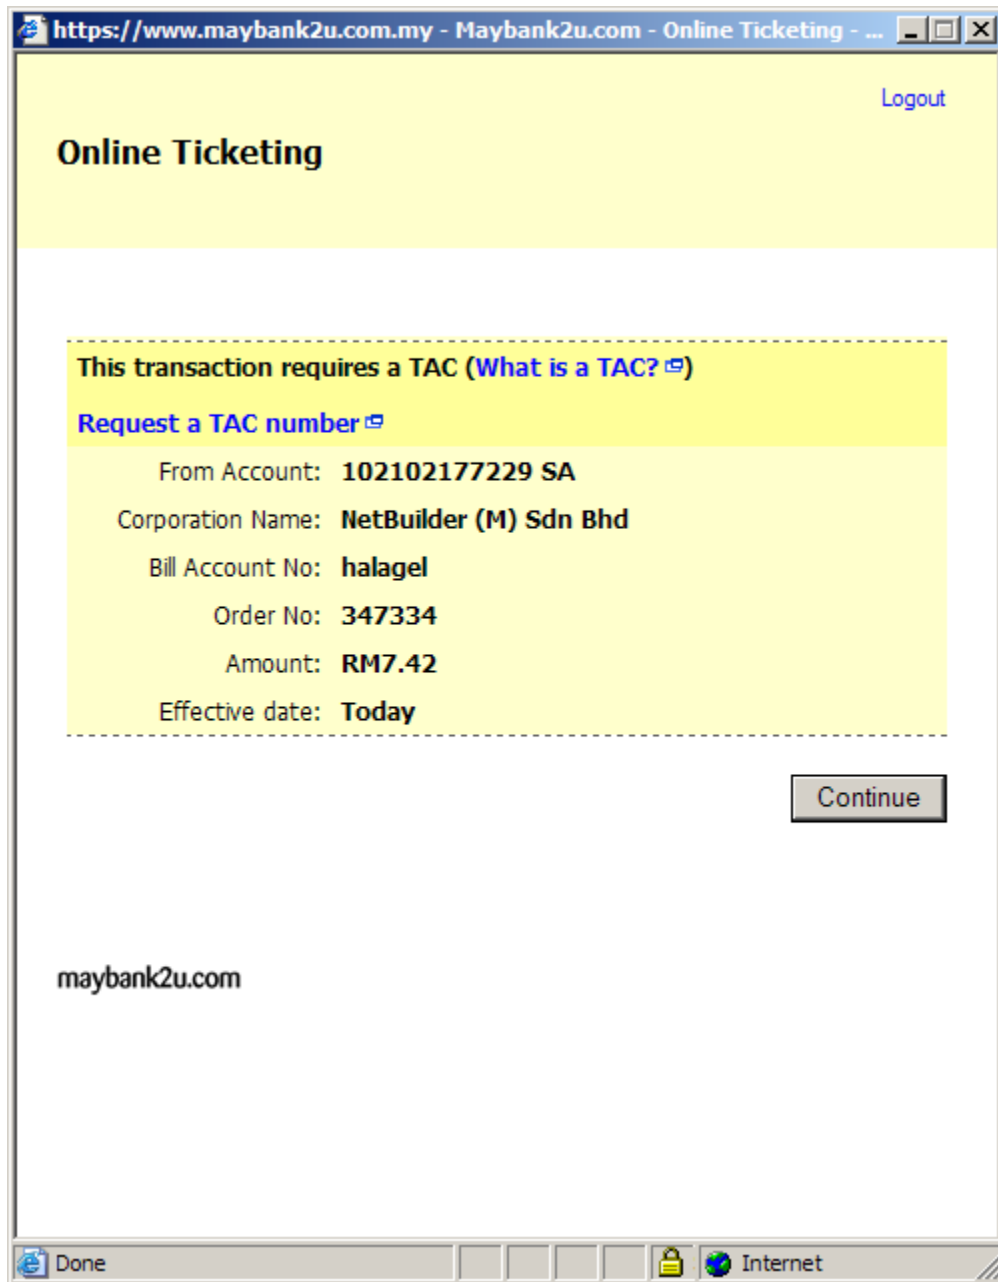 https://www.maybank2u.com.my - Maybank2u.com - Online Ticketing - ...
Logout
Online Ticketing
This transaction requires a TAC (What is a TAC? )
Request a TAC number
From Account: 102102177229 SA
Corporation Name: NetBuilder (M) Sdn Bhd
Bill Account No: halagel
Order No: 347334
Amount: RM7.42
Effective date: Today
Continue
maybank2u.com
Done
Internet